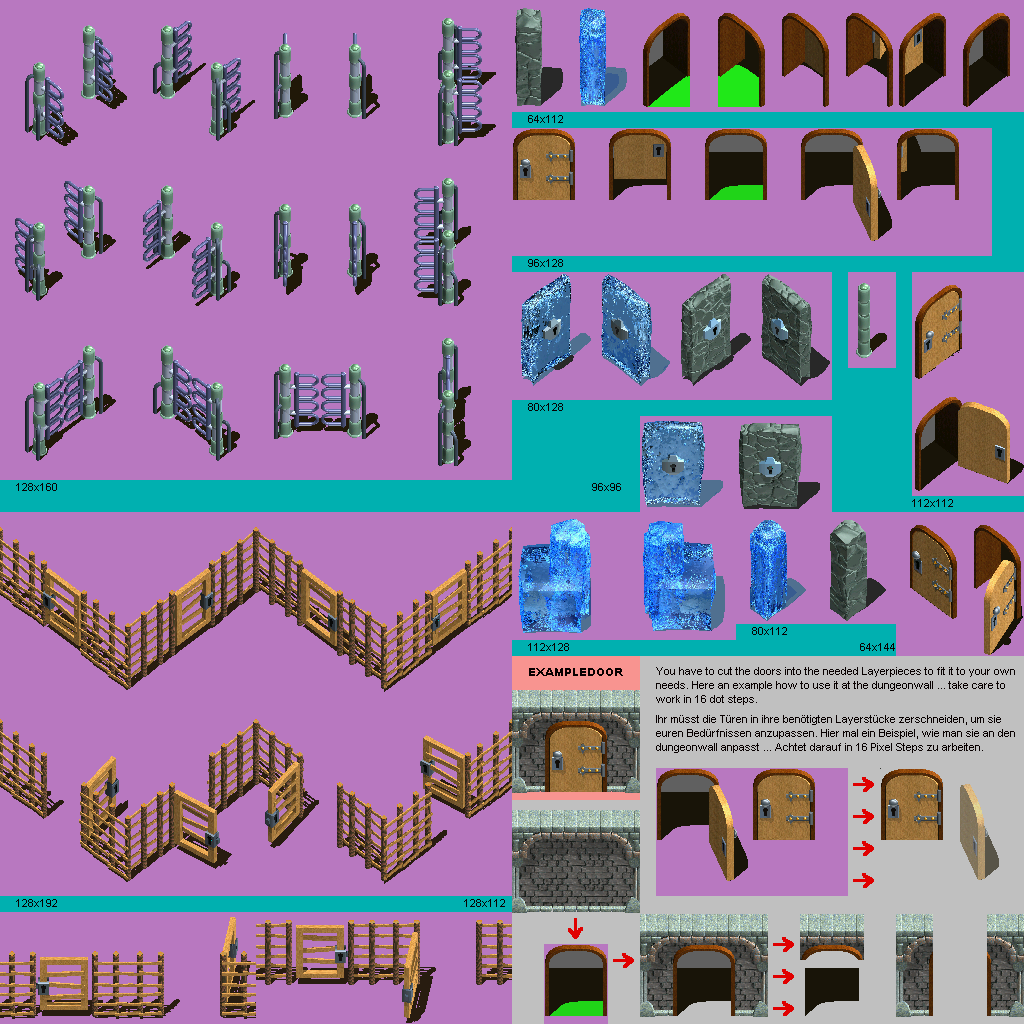 64x112
96x128
80x128
128x160
96x96
112x112
80x112
112x128
64x144
EXAMPLEDOOR
You have to cut the doors into the needed Layerpieces to fit it to your own
needs. Here an example how to use it at the dungeonwall ... take care to
work in 16 dot steps.
Ihr müsst die Türen in ihre benötigten Layerstücke zerschneiden, um sie
euren Bedürfnissen anzupassen. Hier mal ein Beispiel, wie man sie an den
dungeonwall anpasst ... Achtet darauf in 16 Pixel Steps zu arbeiten.
128x192
128x112